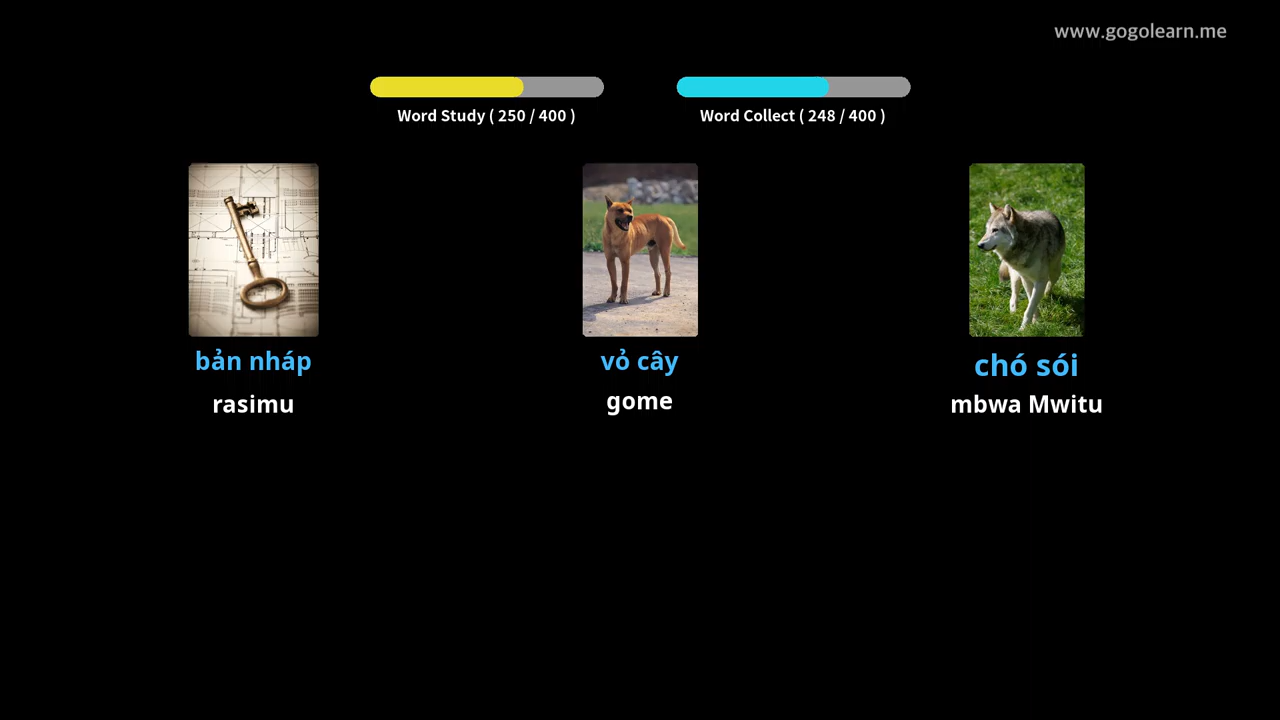 www.gogolearn.me
Word Study ( 250 / 400 )
Word Collect ( 248 / 400 )
bản nháp
rasimu
vỏ cây
gome
chó sói
mbwa Mwitu